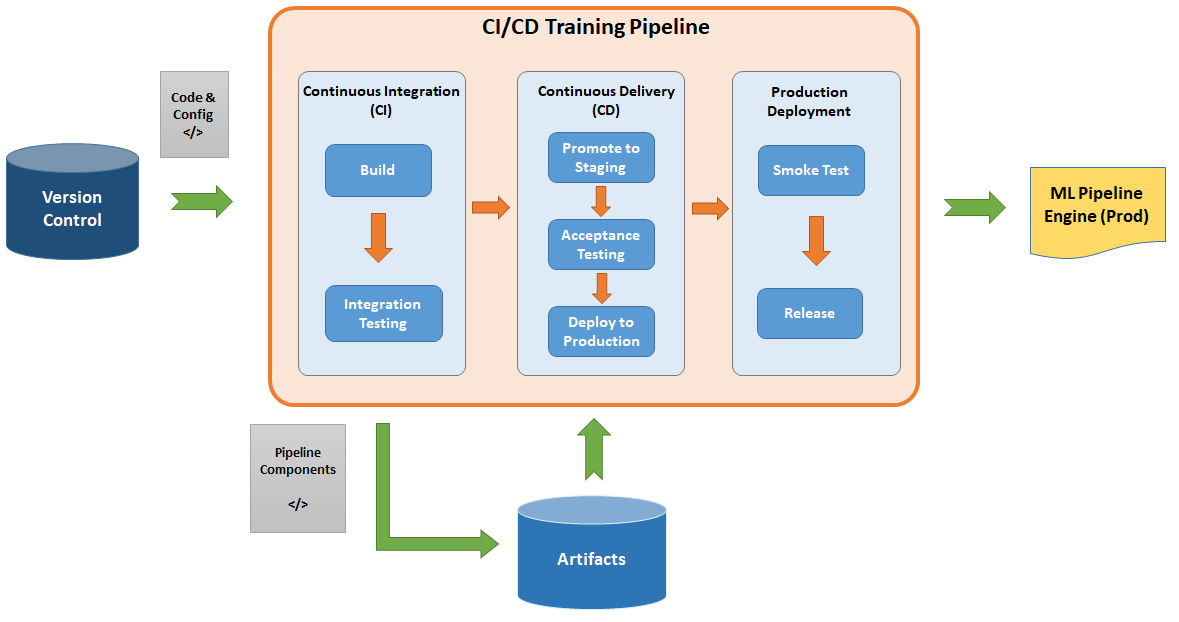 CI/CD Training Pipeline
Code &
Config
</>
Version
Control
Continuous Integration
(CI)
Build
Integration
Testing
Continuous Delivery
(CD)
Promote to
Staging
Acceptance
Testing
Deploy to
Production
Production
Deployment
Smoke Test
Release
ML Pipeline
Engine (Prod)
Pipeline
Components
</>
Artifacts